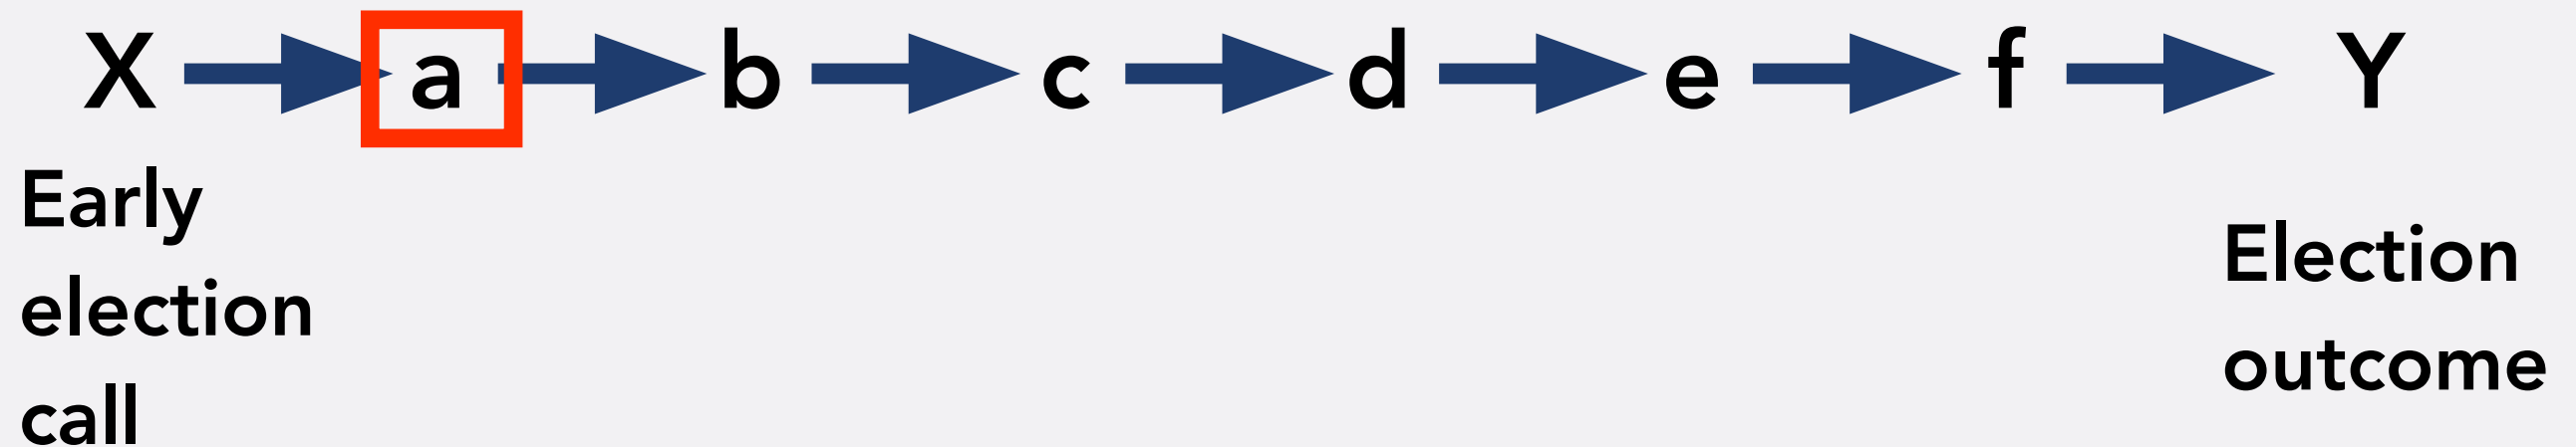 X a b c d e f Y
Early
election
call
Election
outcome